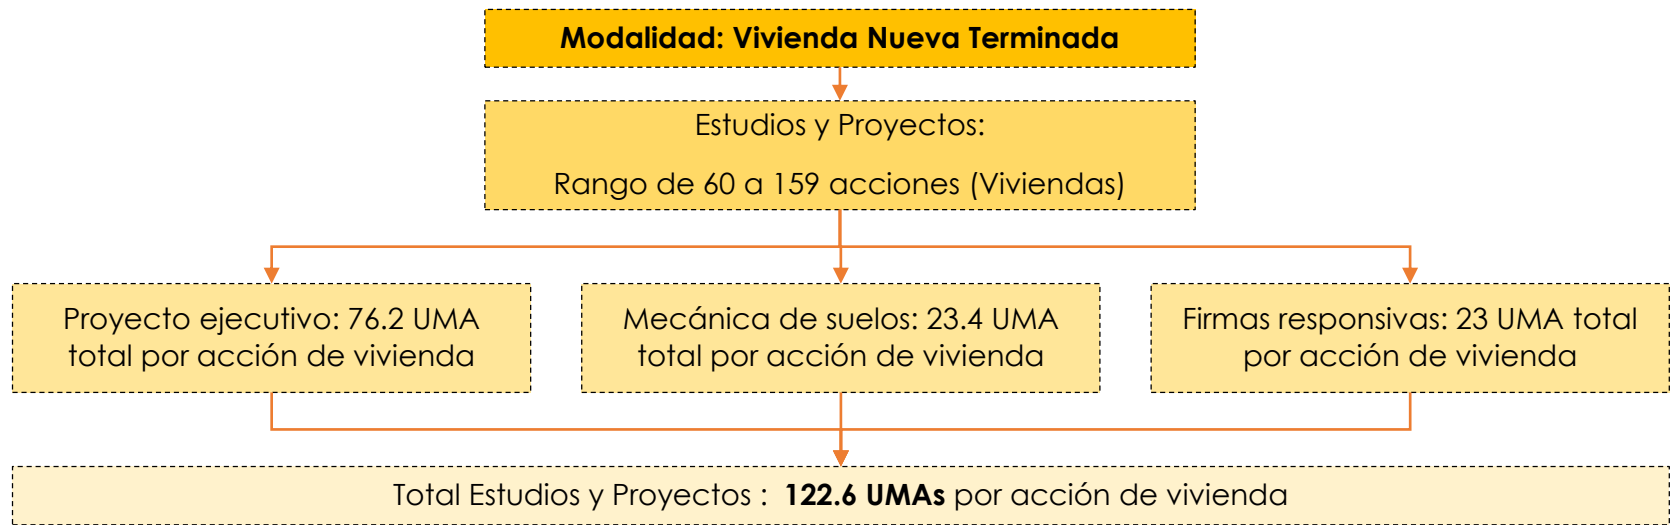 Modalidad: Vivienda Nueva Terminada
Estudios y Proyectos:
Rango de 60 a 159 acciones (Viviendas)
Proyecto ejecutivo: 76.2 UMA
total por acción de vivienda
Mecánica de suelos: 23.4 UMA
total por acción de vivienda
Firmas responsivas: 23 UMA total
por acción de vivienda
Total Estudios y Proyectos : 122.6 UMAs por acción de vivienda